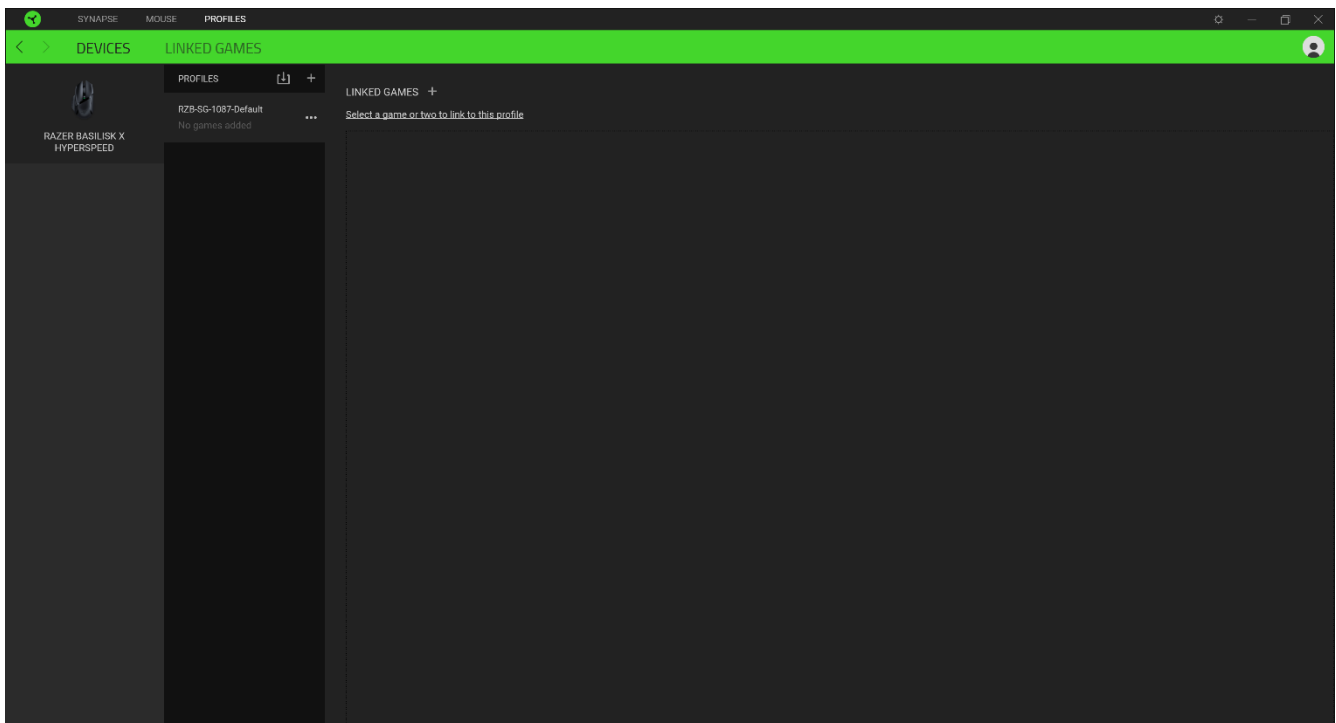 SYNAPSE MOUSE PROFILES
DEVICES LINKED GAMES
RAZER BASILISK X
HYPERSPEED
PROFILES
RZB-SG-1087-Default
No games added
LINKED GAMES
Select a game or two to link to this profile